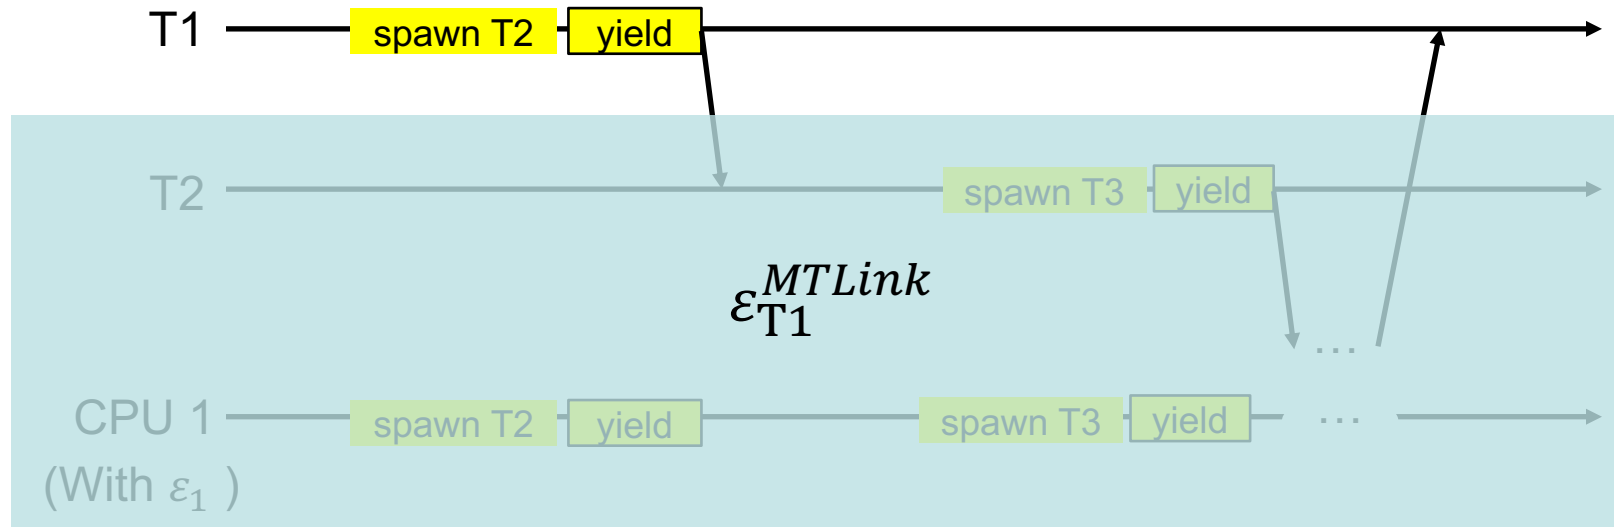 T1 spawn T2 yield
T2 spawn T3 yield
ε_{T1}^{MTLink}
...
CPU 1 spawn T2 yield spawn T3 yield ...
(With ε₁ )